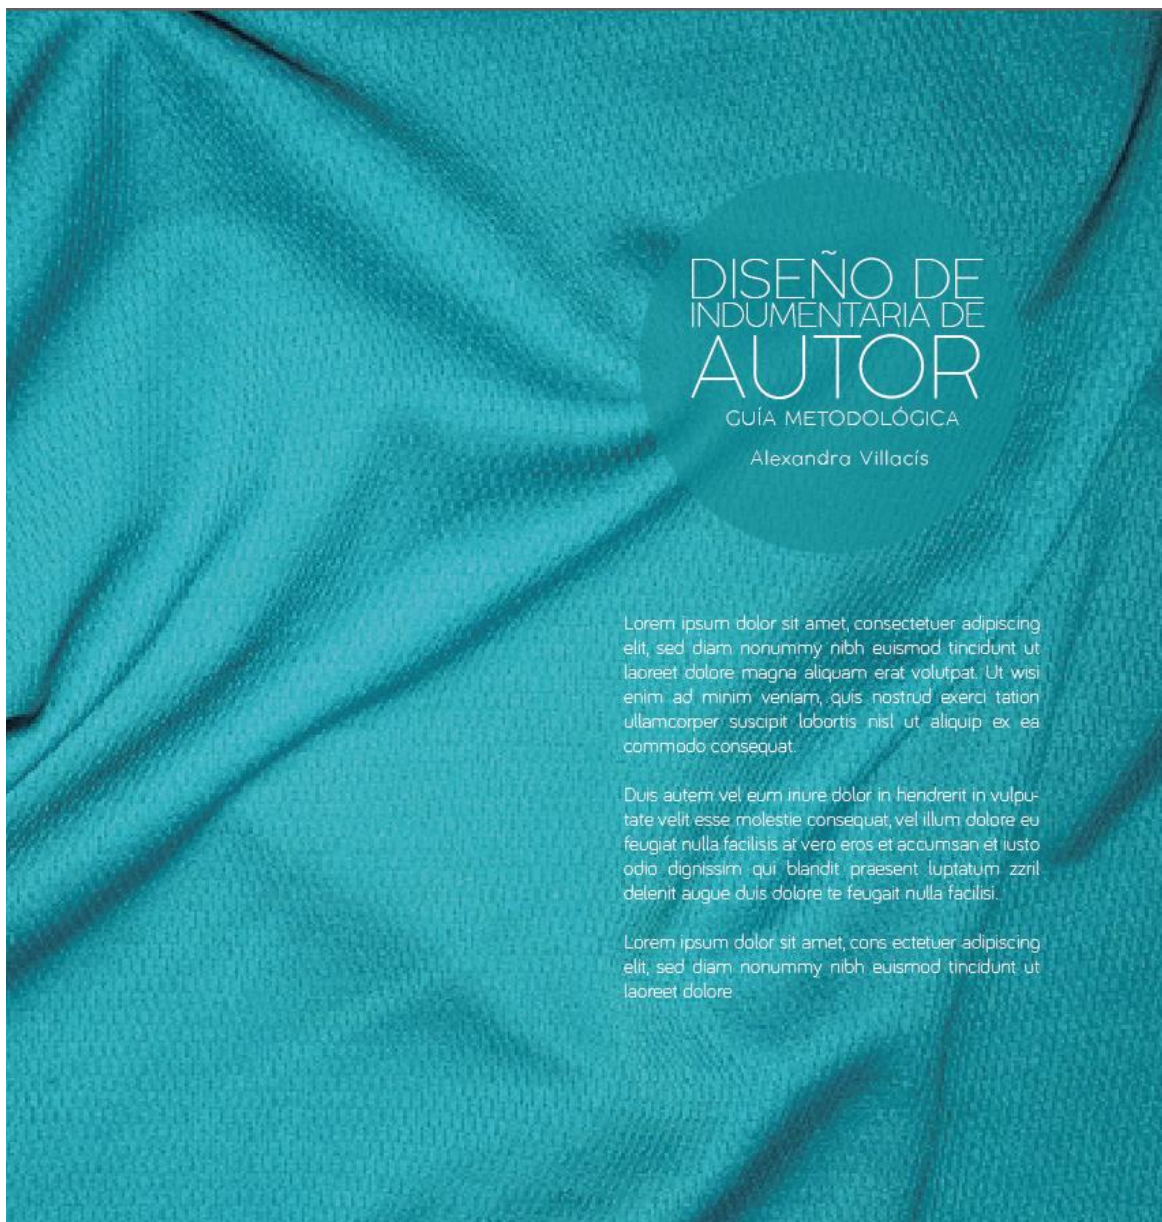 DISEÑO DE
INDUMENTARIA DE
AUTOR
GUÍA METODOLÓGICA
Alexandra Villacís
Lorem ipsum dolor sit amet, consectetuer adipiscing
elit, sed diam nonummy nibh euismod tincidunt ut
laoreet dolore magna aliquam erat volutpat. Ut wisi
enim ad minim veniam, quis nostrud exerci tation
ullamcorper suscipit lobortis nisl ut aliquip ex ea
commodo consequat.
Duis autem vel eum iriure dolor in hendrerit in vulpu-
tate velit esse molestie consequat, vel illum dolore eu
feugiat nulla facilisis at vero eros et accumsan et iusto
odio dignissim qui blandit praesent luptatum zzril
delenit augue duis dolore te feugait nulla facilisi.
Lorem ipsum dolor sit amet, cons ectetuer adipiscing
elit, sed diam nonummy nibh euismod tincidunt ut
laoreet dolore